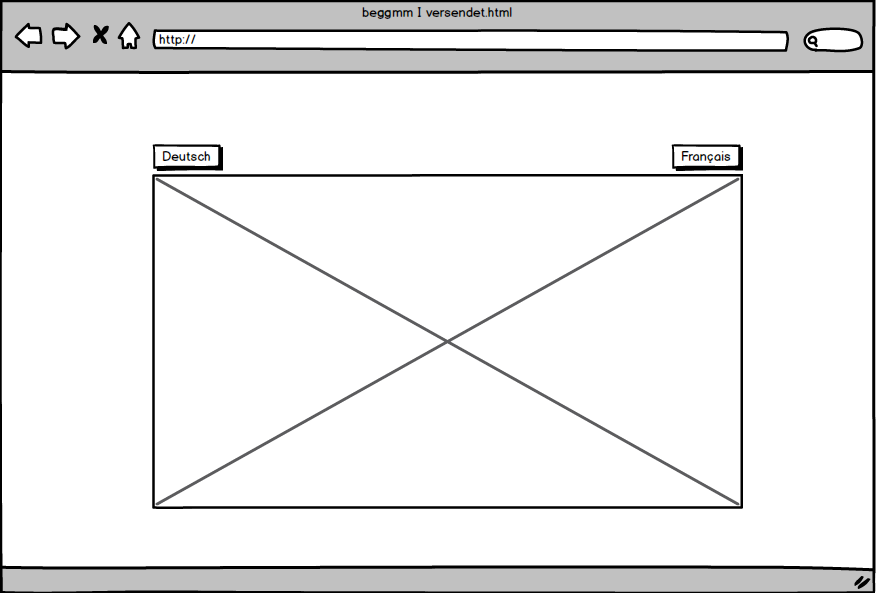 beggmm I versendet.html
http://
Deutsch
Français